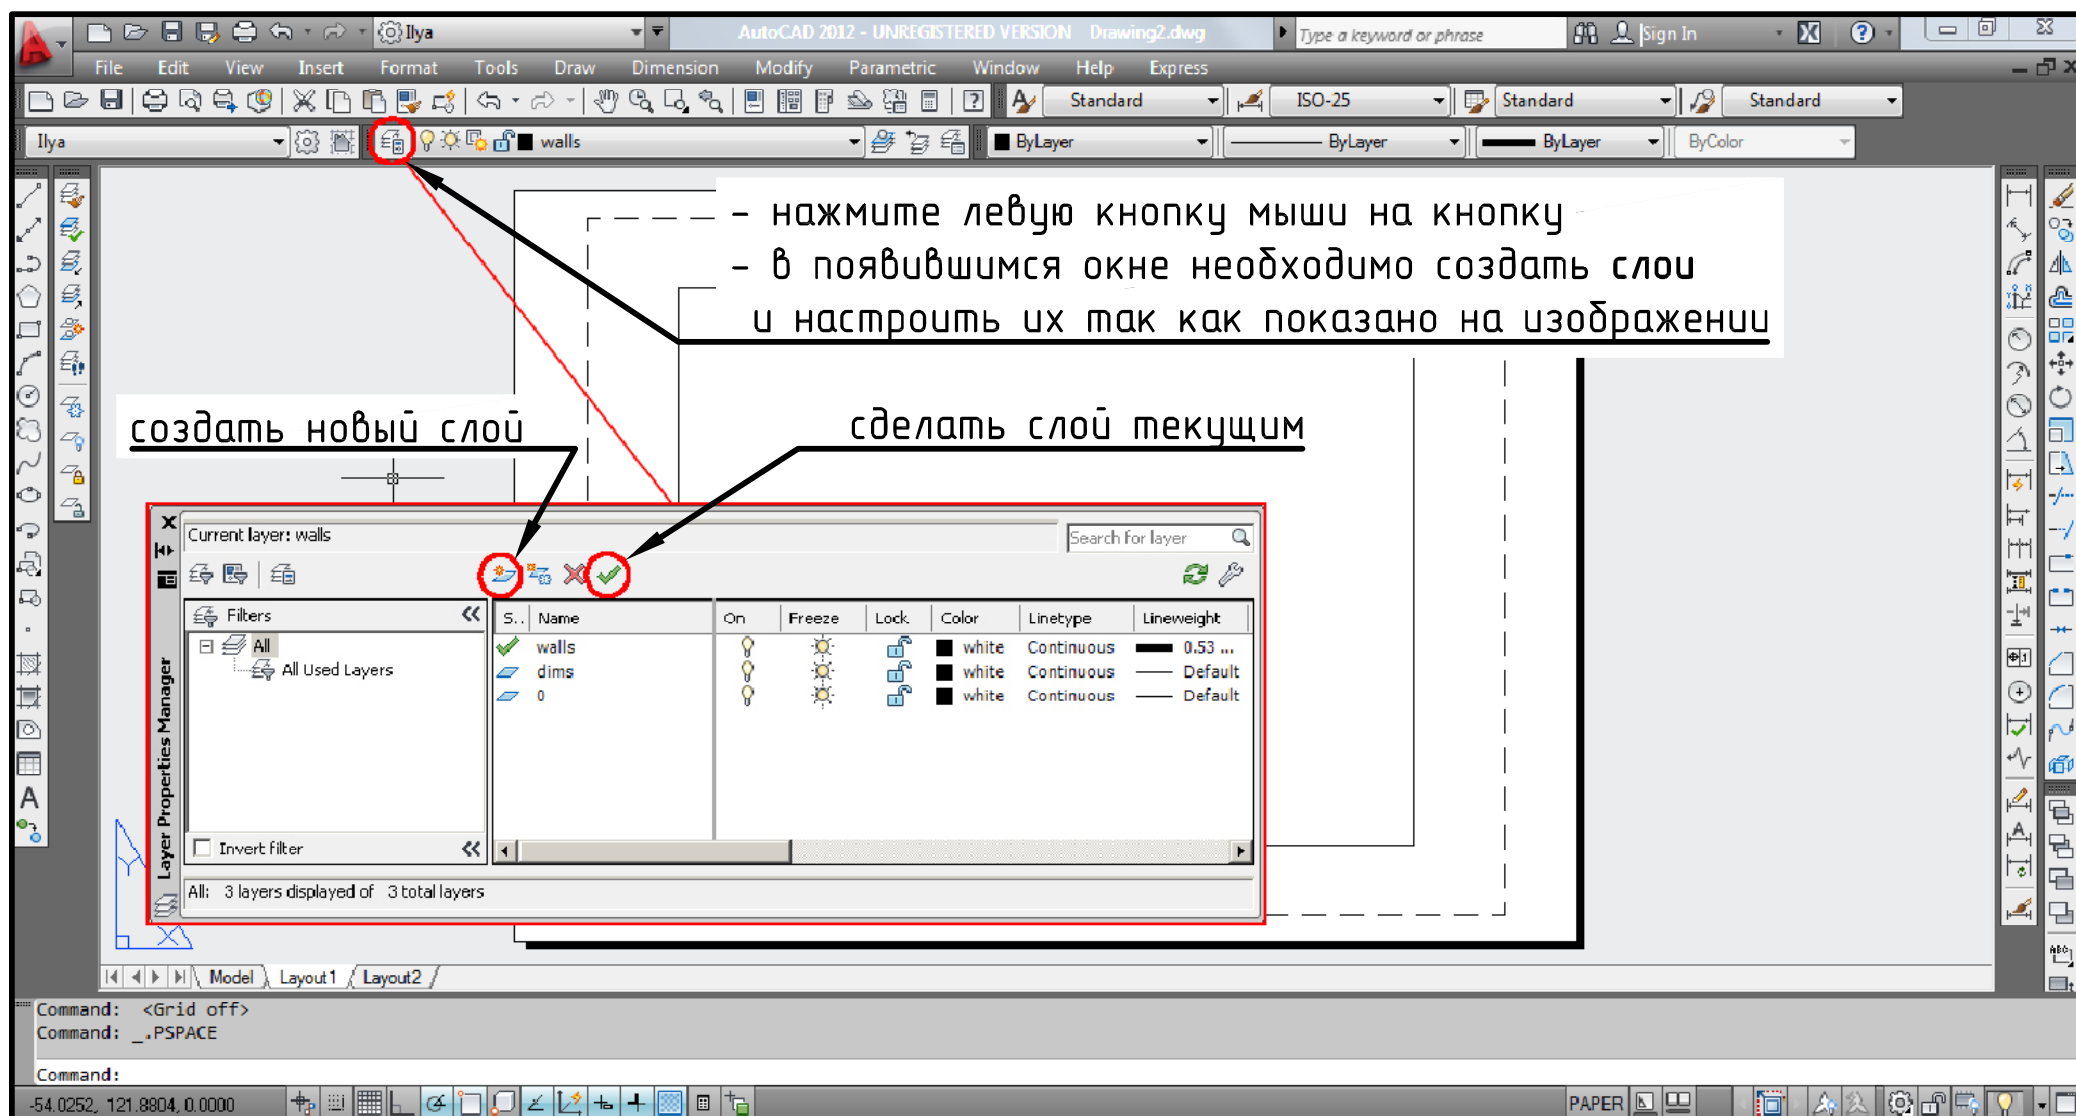 Ilya
AutoCAD 2012 - UNREGISTERED VERSION Drawing2.dwg
Type a keyword or phrase
Sign In
File Edit View Insert Format Tools Draw Dimension Modify Parametric Window Help Express
Standard ISO-25 Standard Standard
Ilya walls ByLayer ByLayer ByLayer ByColor
- нажмите левую кнопку мыши на кнопку
- в появившимся окне необходимо создать слои
и настроить их так как показано на изображении
создать новый слой
сделать слой текущим
Current layer: walls
Search for layer
Filters
S.. Name On Freeze Lock Color Linetype Lineweight
All
walls white Continuous 0.53 ...
All Used Layers
dims white Continuous Default
0 white Continuous Default
Layer Properties Manager
Invert filter
All: 3 layers displayed of 3 total layers
A
Model Layout1 Layout2
Command: <Grid off>
Command: _.PSPACE
Command:
-54.0252, 121.8804, 0.0000
PAPER